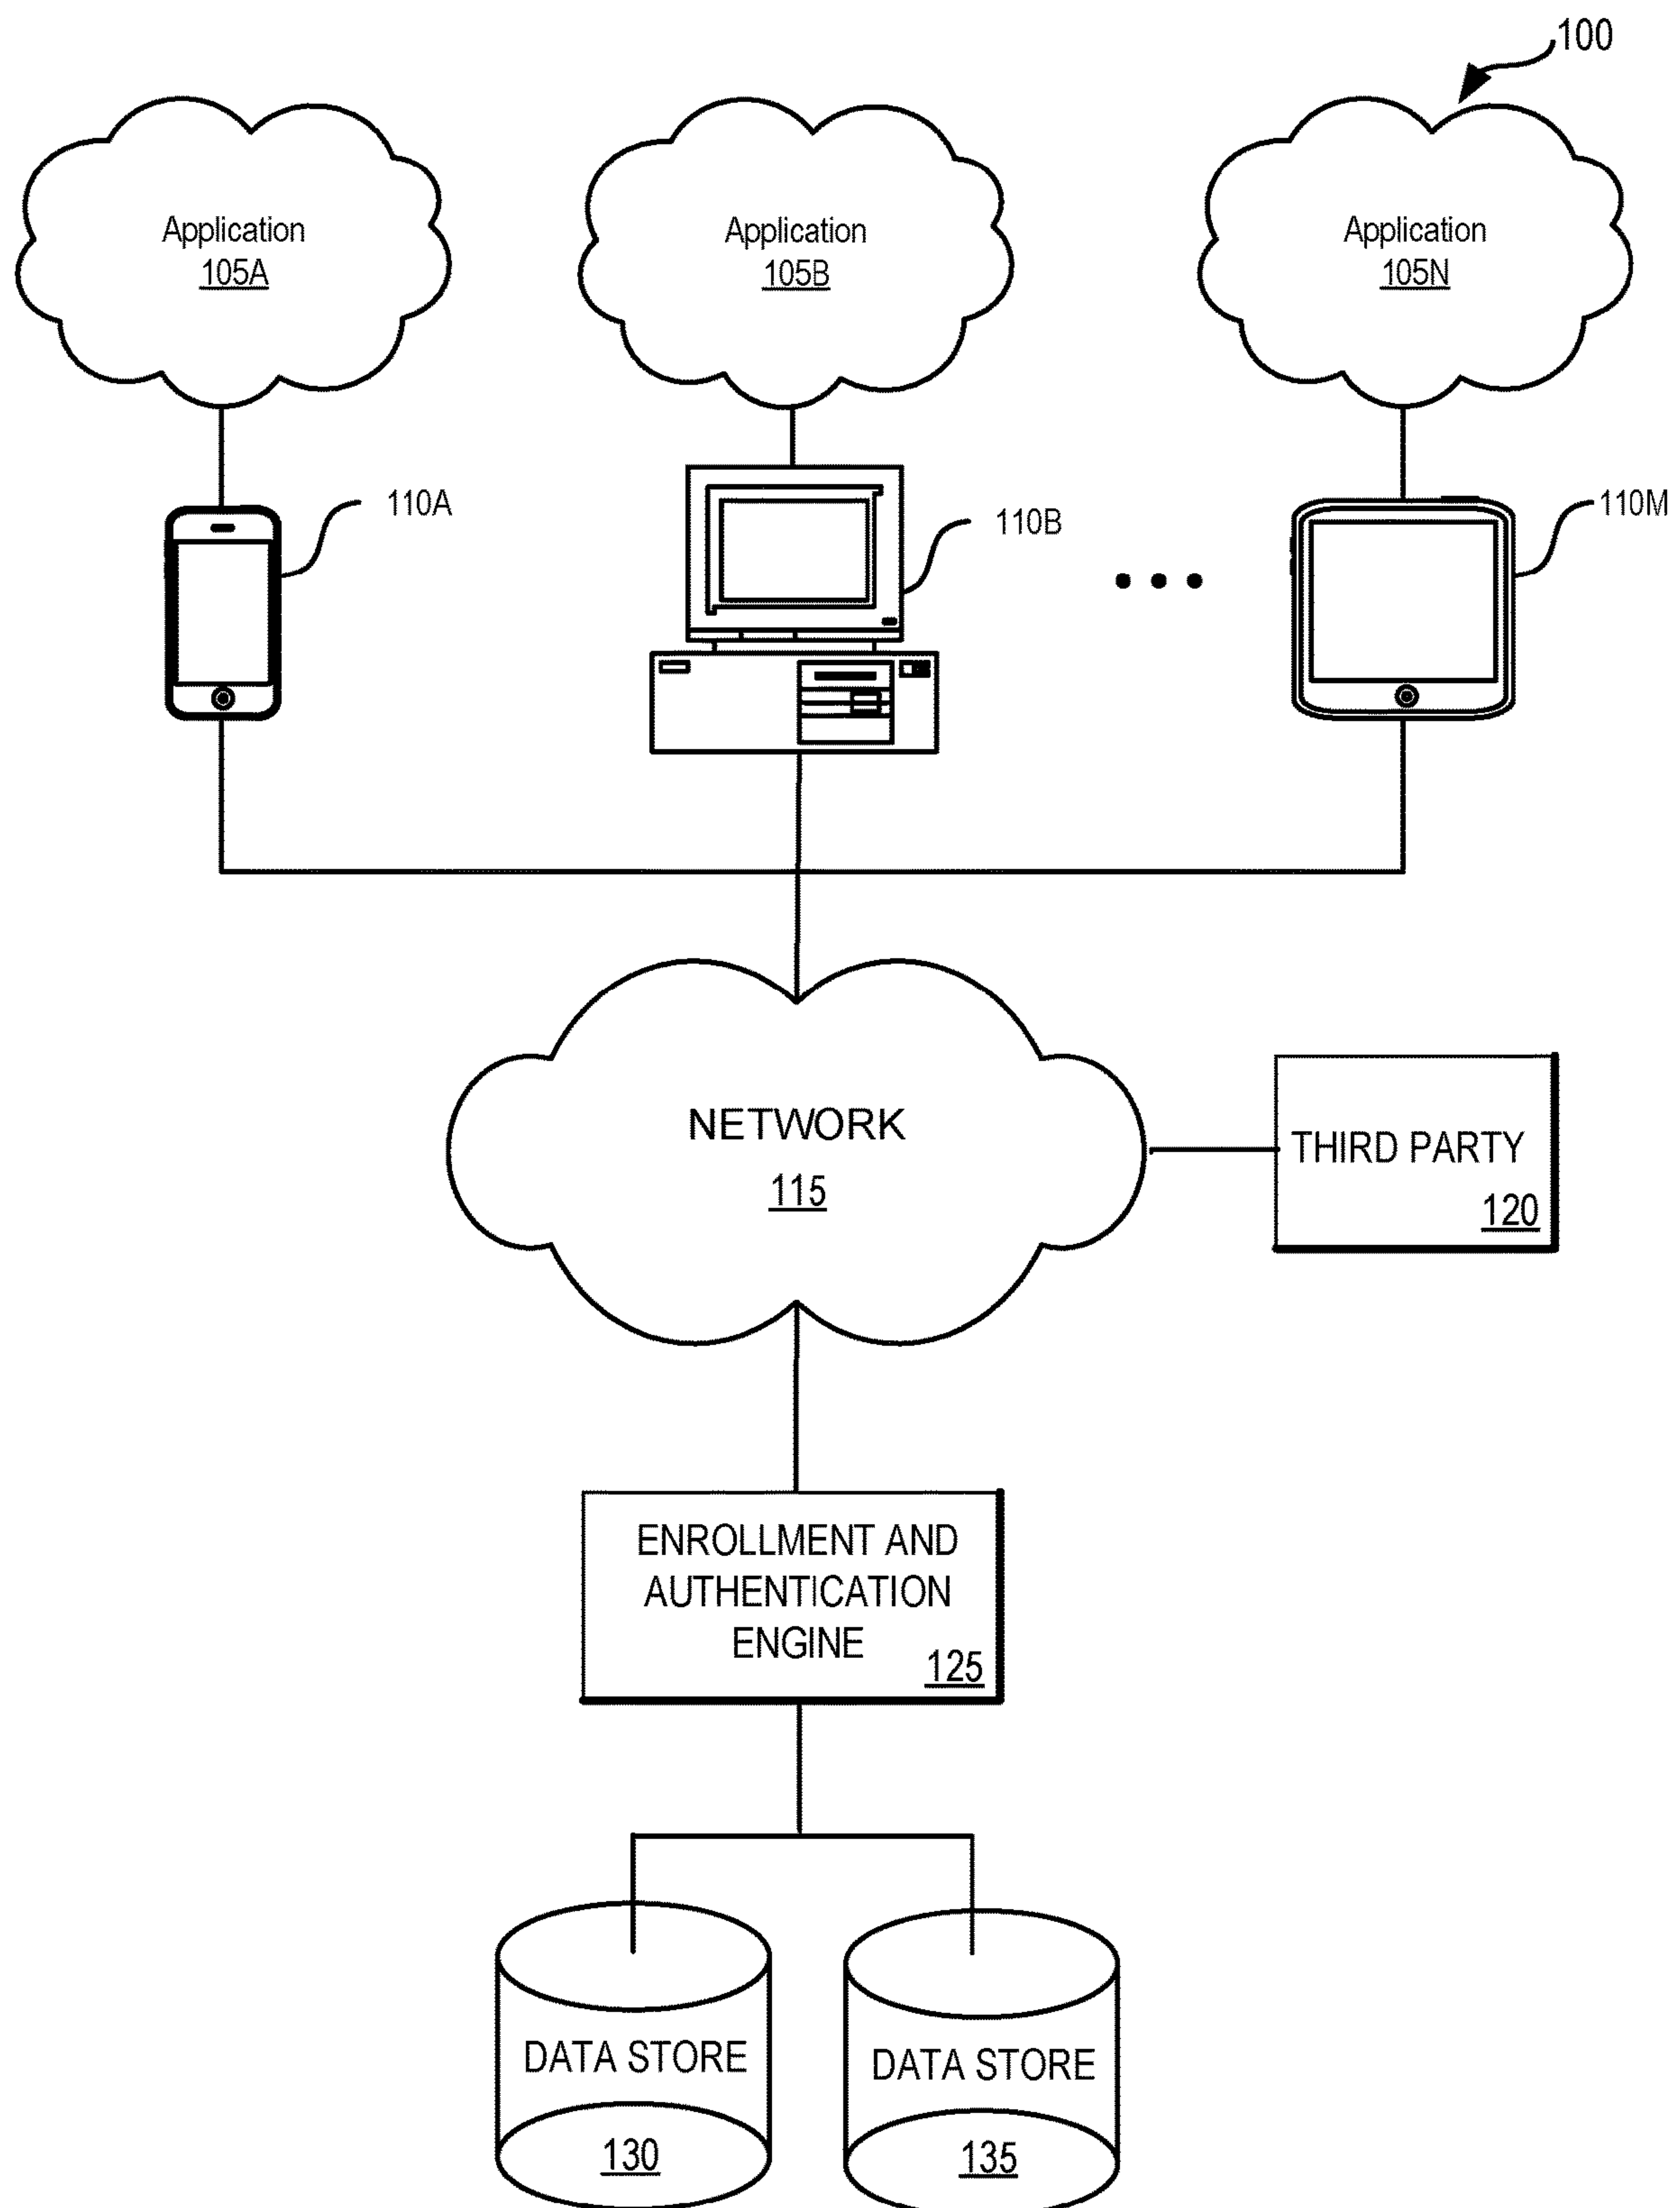 100
Application
105A
Application
105B
Application
105N
110A
110B
110M
NETWORK
115
THIRD PARTY
120
ENROLLMENT AND
AUTHENTICATION
ENGINE
125
DATA STORE
130
DATA STORE
135